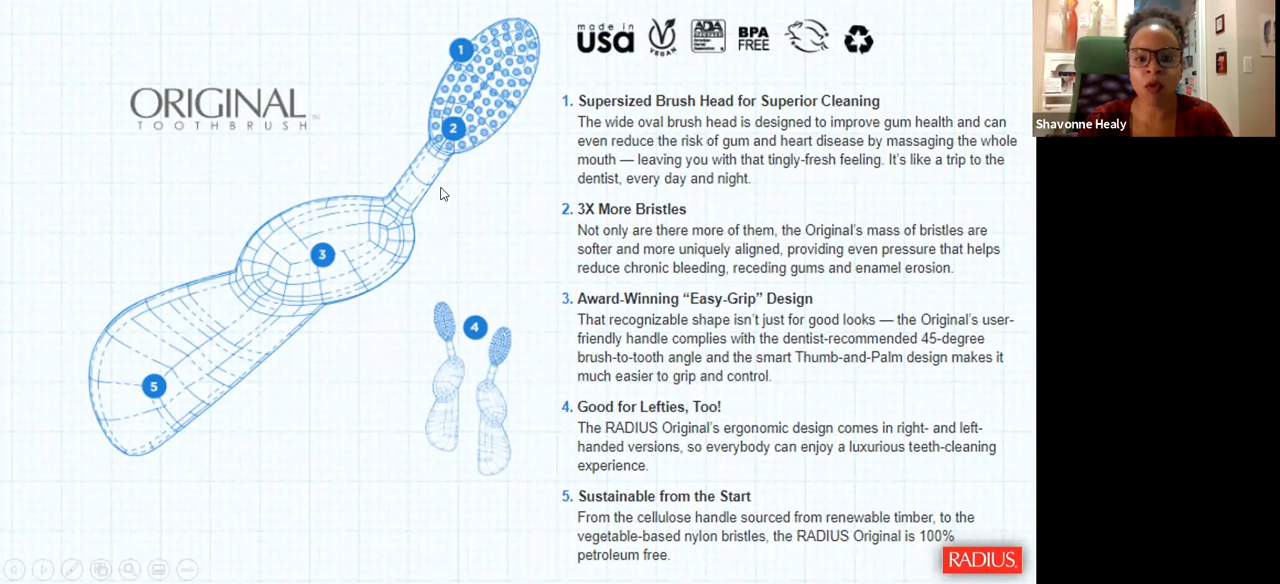 made in
usa
VEGAN
ADA
BPA
FREE
Shavonne Healy
ORIGINAL
TOOTHBRUSH
1
2
3
4
5
1. Supersized Brush Head for Superior Cleaning
The wide oval brush head is designed to improve gum health and can
even reduce the risk of gum and heart disease by massaging the whole
mouth — leaving you with that tingly-fresh feeling. It's like a trip to the
dentist, every day and night.
2. 3X More Bristles
Not only are there more of them, the Original's mass of bristles are
softer and more uniquely aligned, providing even pressure that helps
reduce chronic bleeding, receding gums and enamel erosion.
3. Award-Winning “Easy-Grip” Design
That recognizable shape isn't just for good looks — the Original's user-
friendly handle complies with the dentist-recommended 45-degree
brush-to-tooth angle and the smart Thumb-and-Palm design makes it
much easier to grip and control.
4. Good for Lefties, Too!
The RADIUS Original's ergonomic design comes in right- and left-
handed versions, so everybody can enjoy a luxurious teeth-cleaning
experience.
5. Sustainable from the Start
From the cellulose handle sourced from renewable timber, to the
vegetable-based nylon bristles, the RADIUS Original is 100%
petroleum free.
RADIUS